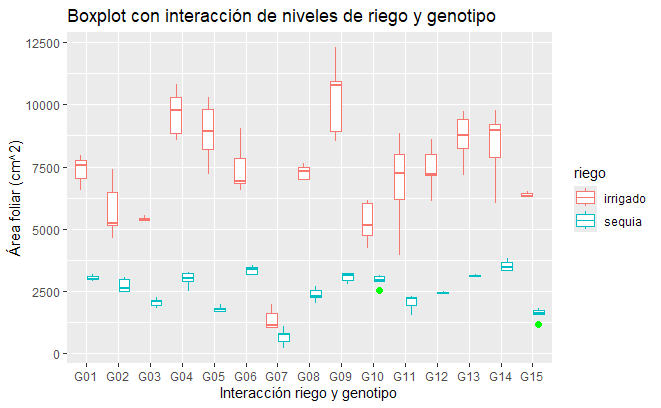 Boxplot con interacción de niveles de riego y genotipo
12500
10000
7500
5000
2500
0
Área foliar (cm^2)
G01 G02 G03 G04 G05 G06 G07 G08 G09 G10 G11 G12 G13 G14 G15
Interacción riego y genotipo
riego
irrigado
sequia